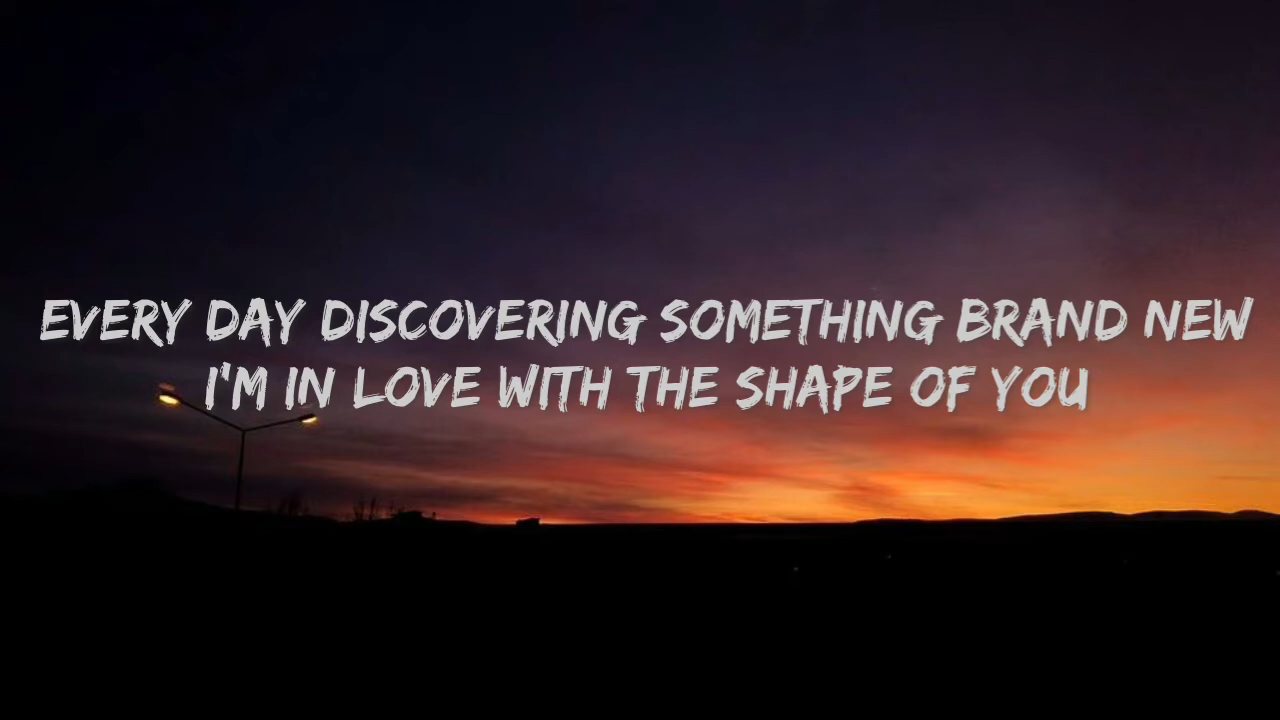 EVERY DAY DISCOVERING SOMETHING BRAND NEW
I'M IN LOVE WITH THE SHAPE OF YOU